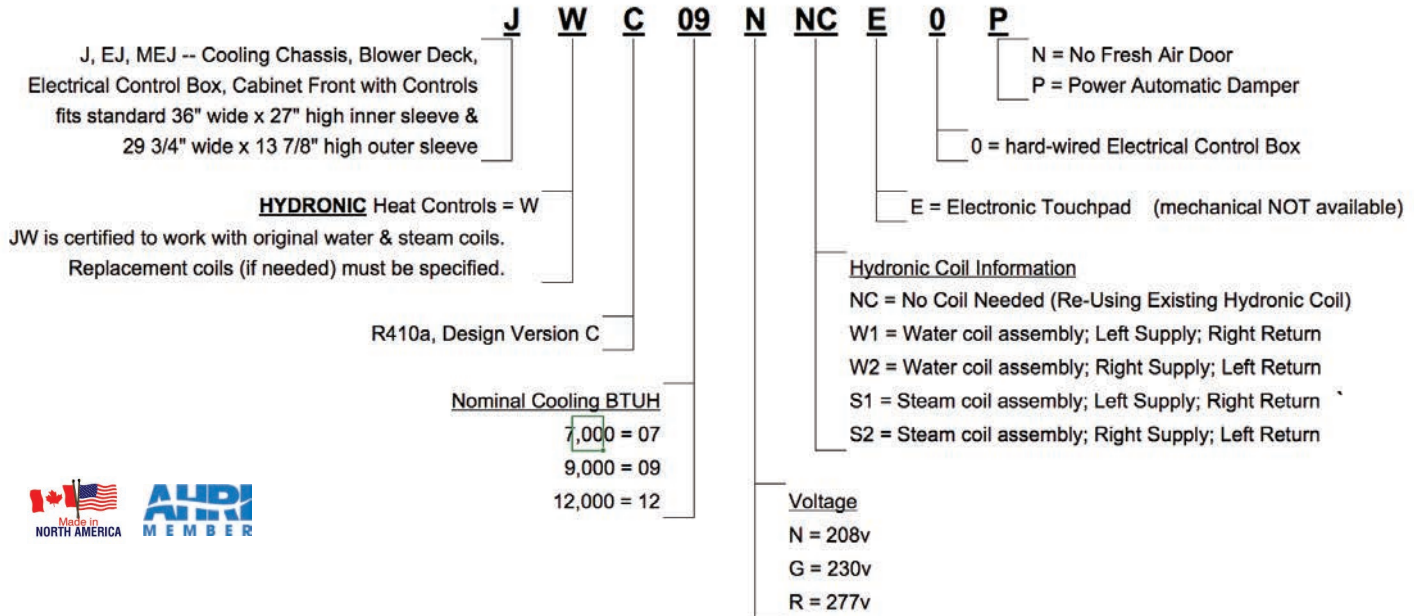 J W C 09 N NC E 0 P
J, EJ, MEJ -- Cooling Chassis, Blower Deck,
Electrical Control Box, Cabinet Front with Controls
fits standard 36" wide x 27" high inner sleeve &
29 3/4" wide x 13 7/8" high outer sleeve
N = No Fresh Air Door
P = Power Automatic Damper
0 = hard-wired Electrical Control Box
HYDRONIC Heat Controls = W
JW is certified to work with original water & steam coils.
Replacement coils (if needed) must be specified.
E = Electronic Touchpad (mechanical NOT available)
Hydronic Coil Information
NC = No Coil Needed (Re-Using Existing Hydronic Coil)
W1 = Water coil assembly; Left Supply; Right Return
W2 = Water coil assembly; Right Supply; Left Return
S1 = Steam coil assembly; Left Supply; Right Return `
S2 = Steam coil assembly; Right Supply; Left Return
R410a, Design Version C
Nominal Cooling BTUH
7,000 = 07
9,000 = 09
12,000 = 12
Voltage
N = 208v
G = 230v
R = 277v
Made in
NORTH AMERICA
AHRI
MEMBER